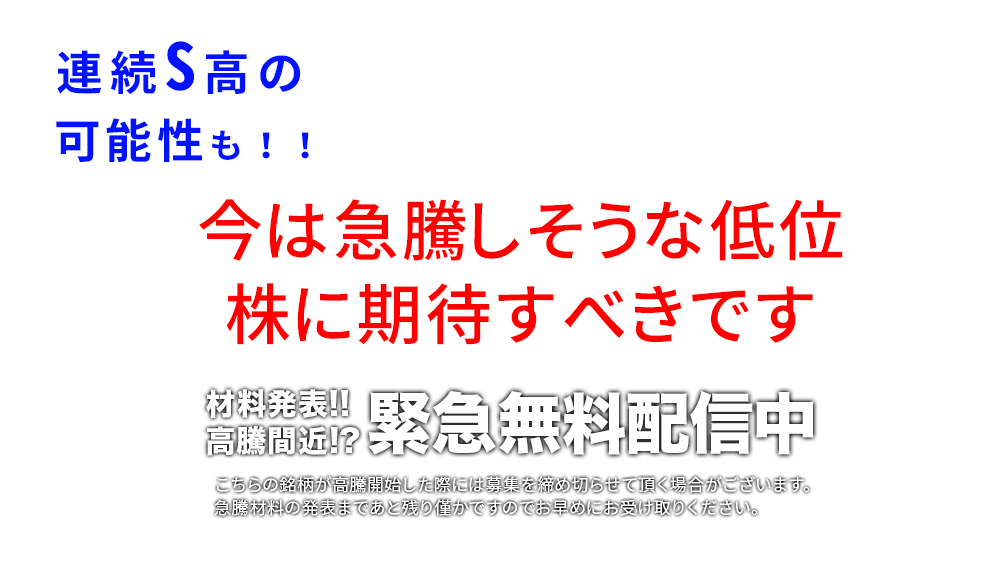 連続S高の
可能性も！！
今は急騰しそうな低位
株に期待すべきです
材料発表!!
高騰間近!?
緊急無料配信中
こちらの銘柄が高騰開始した際には募集を締め切らせて頂く場合がございます。
急騰材料の発表まであと残り僅かですのでお早めにお受け取りください。